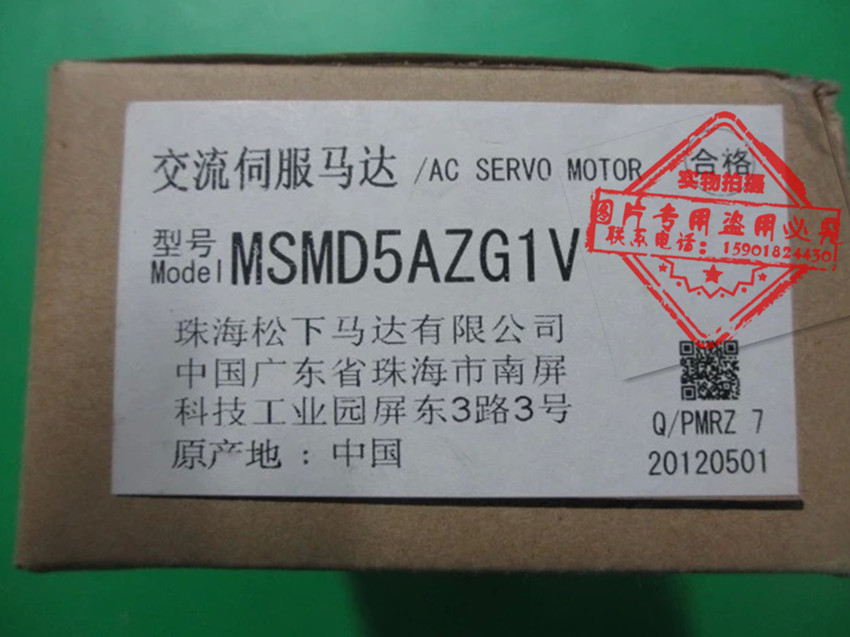 交流伺服马达 /AC SERVO MOTOR 合格
实物拍摄
图片专用 盗用必究
联系电话：15901824430
型号
Model MSMD5AZG1V
珠海松下马达有限公司
中国广东省珠海市南屏
科技工业园屏东3路3号
原产地：中国
Q/PMRZ 7
20120501